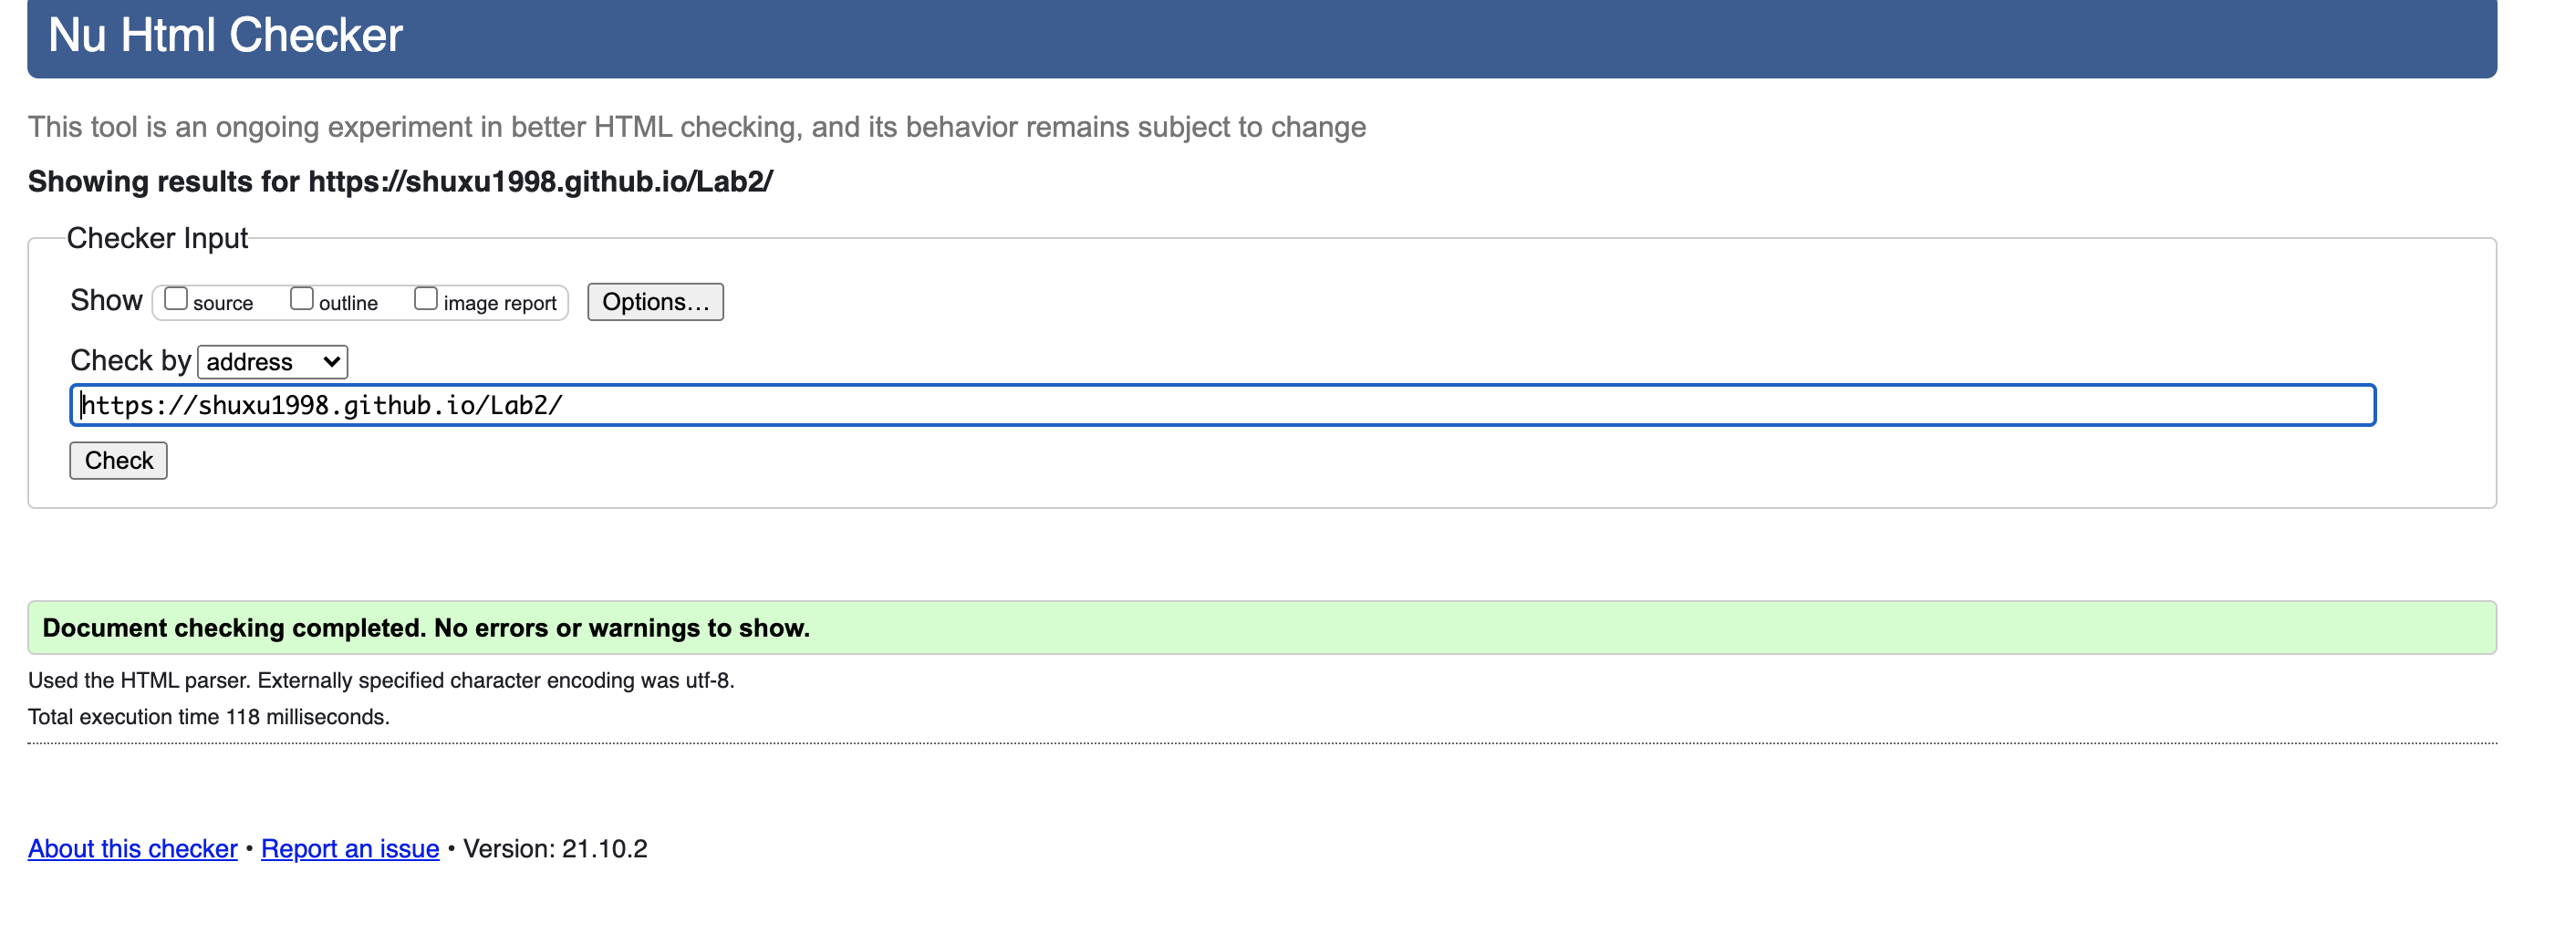 Nu Html Checker
This tool is an ongoing experiment in better HTML checking, and its behavior remains subject to change
Showing results for https://shuxu1998.github.io/Lab2/
Checker Input
Show source outline image report Options...
Check by address
https://shuxu1998.github.io/Lab2/
Check
Document checking completed. No errors or warnings to show.
Used the HTML parser. Externally specified character encoding was utf-8.
Total execution time 118 milliseconds.
About this checker • Report an issue • Version: 21.10.2